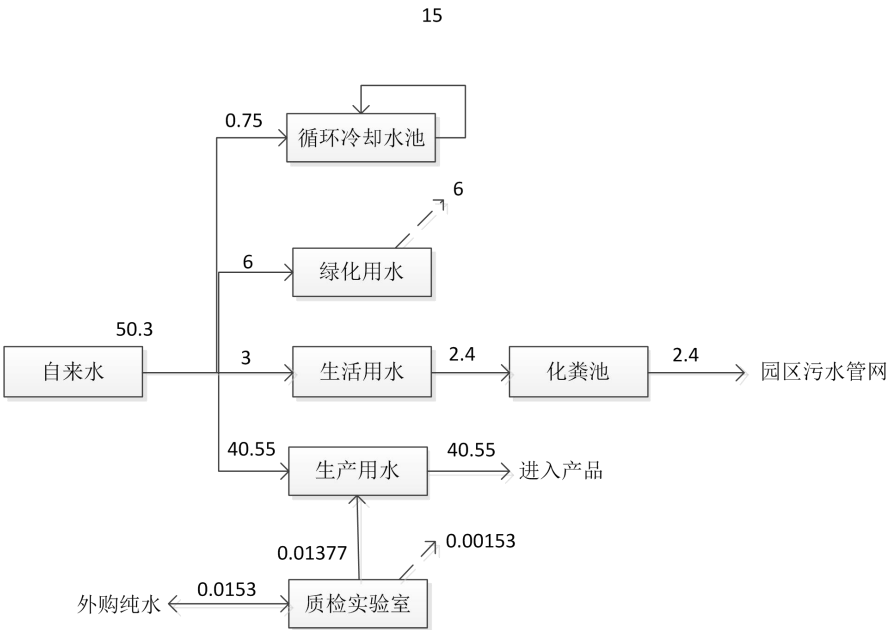 15
0.75
循环冷却水池
6
6
绿化用水
50.3
自来水
3
生活用水
2.4
化粪池
2.4
园区污水管网
40.55
生产用水
40.55
进入产品
0.01377
0.00153
外购纯水
0.0153
质检实验室